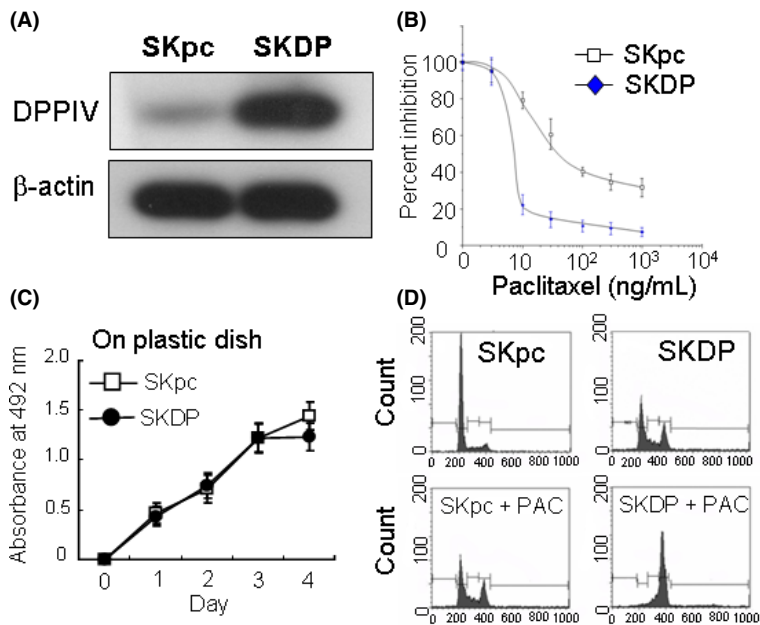 (A)
SKpc SKDP
DPPIV
β-actin
(B)
Percent inhibition
100
80
60
40
20
0
SKpc
SKDP
0 10 10² 10³ 10⁴
Paclitaxel (ng/mL)
(C)
On plastic dish
Absorbance at 492 nm
2.0
1.5
1.0
0.5
0
SKpc
SKDP
0 1 2 3 4
Day
(D)
Count
200
100
0
SKpc
0 200 400 600 800 1000
200
100
0
SKDP
0 200 400 600 800 1000
Count
200
100
0
SKpc + PAC
0 200 400 600 800 1000
200
100
0
SKDP + PAC
0 200 400 600 800 1000